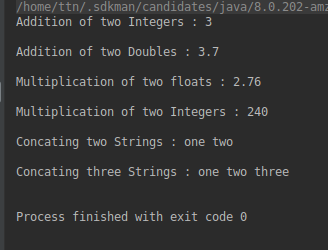 /home/ttn/.sdkman/candidates/java/8.0.202-amz
Addition of two Integers : 3
Addition of two Doubles : 3.7
Multiplication of two floats : 2.76
Multiplication of two Integers : 240
Concating two Strings : one two
Concating three Strings : one two three
Process finished with exit code 0